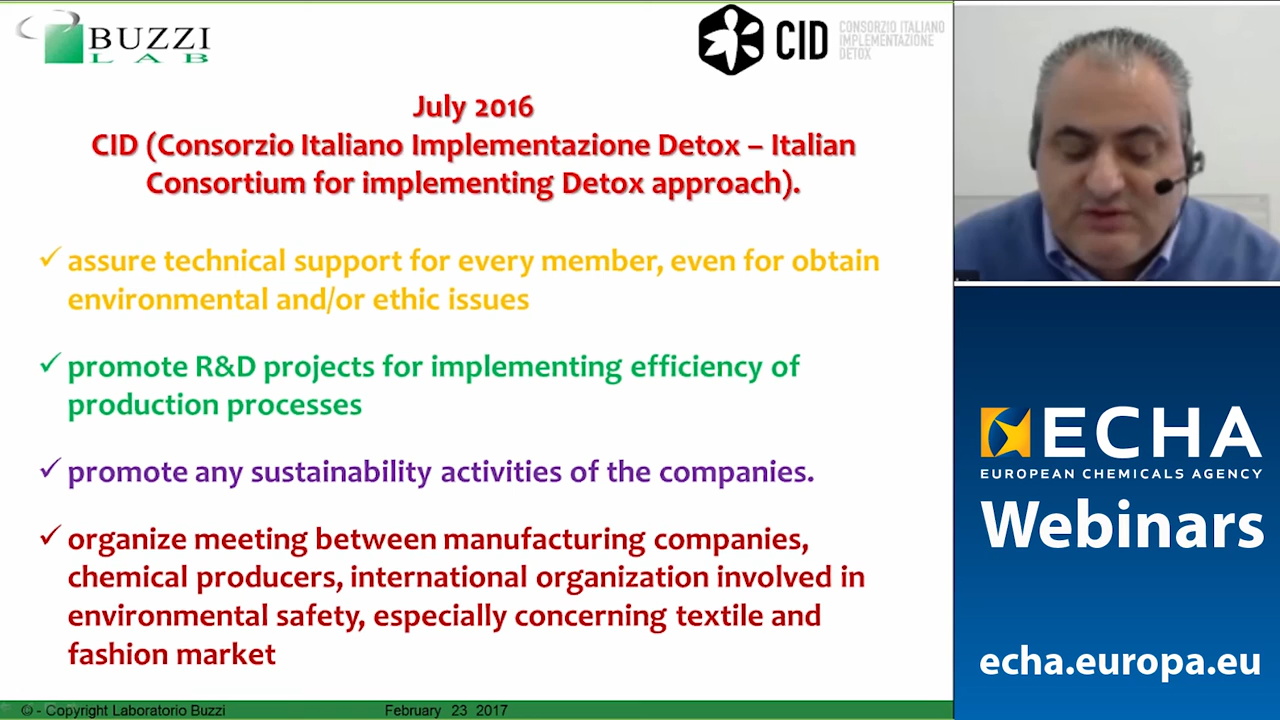 BUZZI
LAB
CID
CONSORZIO ITALIANO
IMPLEMENTAZIONE
DETOX
July 2016
CID (Consorzio Italiano Implementazione Detox – Italian
Consortium for implementing Detox approach).
✓ assure technical support for every member, even for obtain
environmental and/or ethic issues
✓ promote R&D projects for implementing efficiency of
production processes
✓ promote any sustainability activities of the companies.
✓ organize meeting between manufacturing companies,
chemical producers, international organization involved in
environmental safety, especially concerning textile and
fashion market
© - Copyright Laboratorio Buzzi
February 23 2017
ECHA
EUROPEAN CHEMICALS AGENCY
Webinars
echa.europa.eu